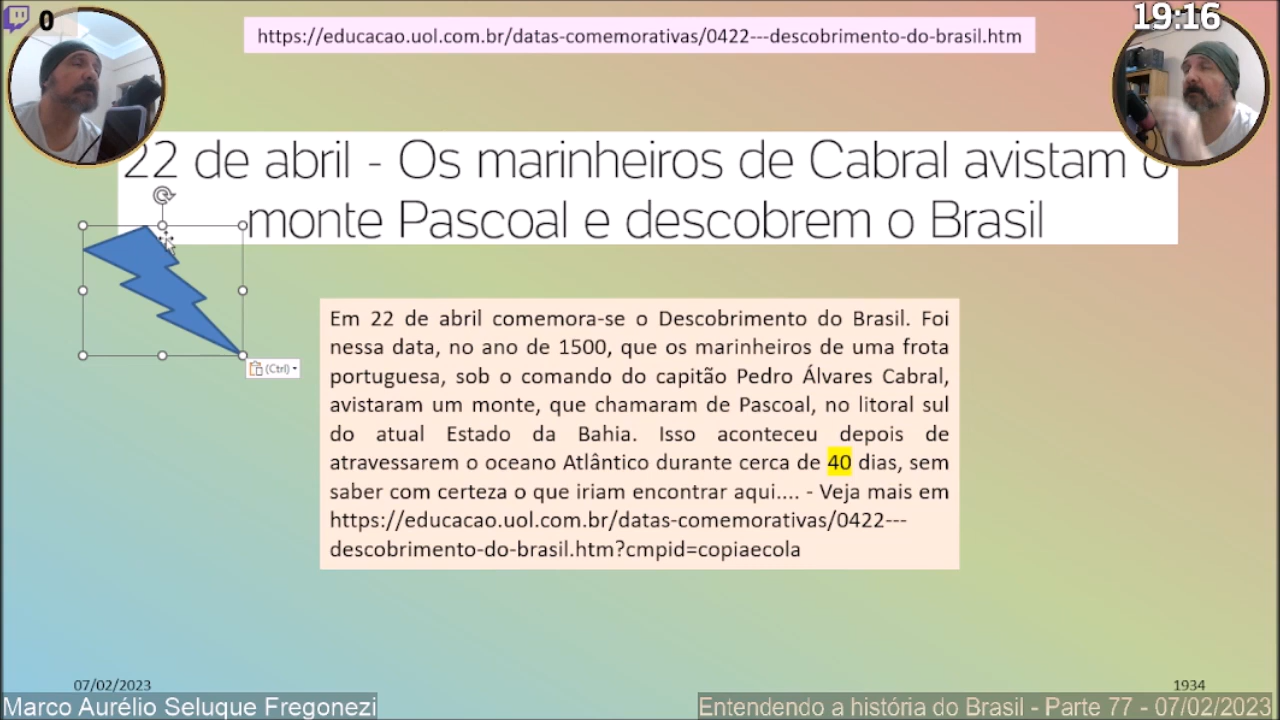 0
19:16
https://educacao.uol.com.br/datas-comemorativas/0422---descobrimento-do-brasil.htm
22 de abril - Os marinheiros de Cabral avistam o
monte Pascoal e descobrem o Brasil
(Ctrl)
Em 22 de abril comemora-se o Descobrimento do Brasil. Foi
nessa data, no ano de 1500, que os marinheiros de uma frota
portuguesa, sob o comando do capitão Pedro Álvares Cabral,
avistaram um monte, que chamaram de Pascoal, no litoral sul
do atual Estado da Bahia. Isso aconteceu depois de
atravessarem o oceano Atlântico durante cerca de 40 dias, sem
saber com certeza o que iriam encontrar aqui.... - Veja mais em
https://educacao.uol.com.br/datas-comemorativas/0422---
descobrimento-do-brasil.htm?cmpid=copiaecola
07/02/2023
1934
Marco Aurélio Seluque Fregonezi
Entendendo a história do Brasil - Parte 77 - 07/02/2023